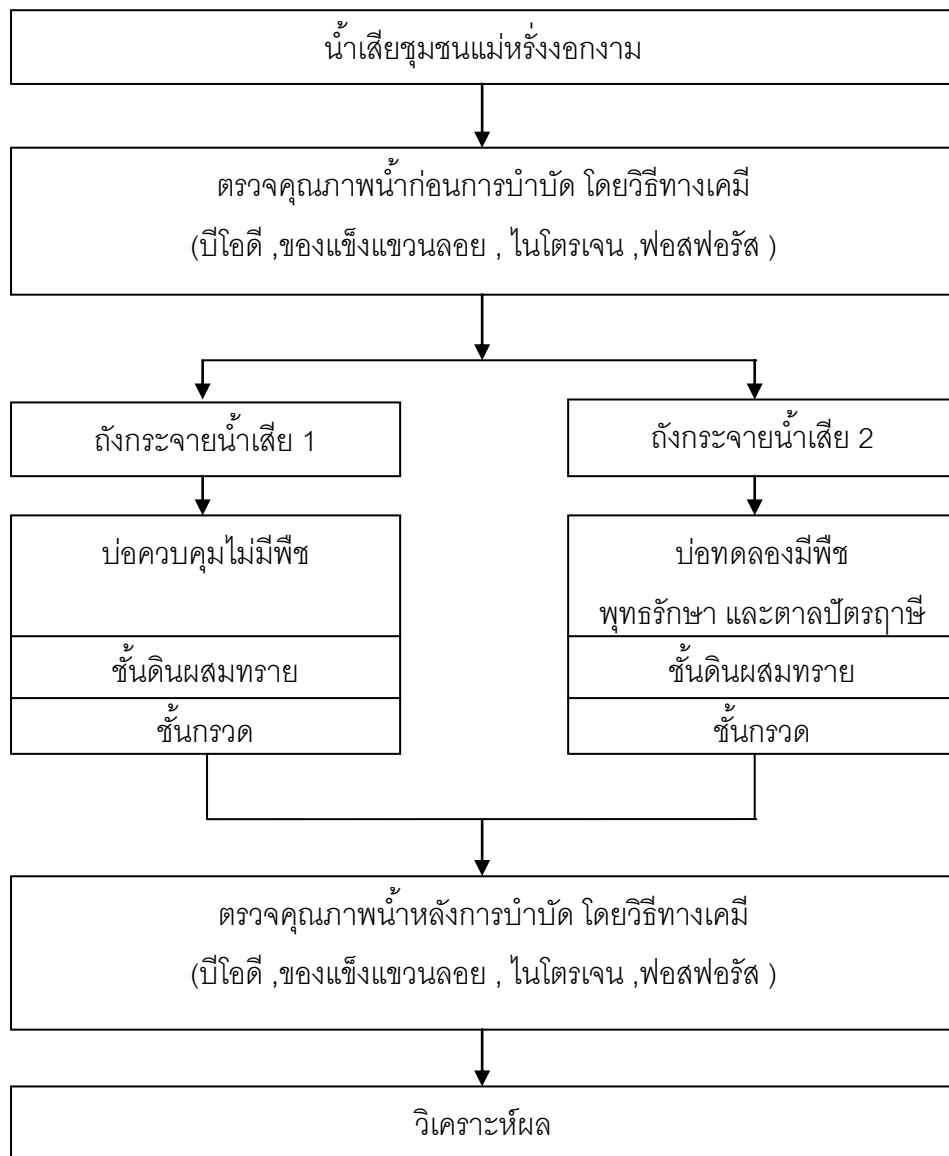 น้ำเสียชุมชนแม่หรั่งงอกงาม
ตรวจคุณภาพน้ำก่อนการบำบัด โดยวิธีทางเคมี
(บีโอดี ,ของแข็งแขวนลอย , ไนโตรเจน ,ฟอสฟอรัส )
ถังกระจายน้ำเสีย 1
ถังกระจายน้ำเสีย 2
บ่อควบคุมไม่มีพืช
ชั้นดินผสมทราย
ชั้นกรวด
บ่อทดลองมีพืช
พุทธรักษา และตาลปัตรฤาษี
ชั้นดินผสมทราย
ชั้นกรวด
ตรวจคุณภาพน้ำหลังการบำบัด โดยวิธีทางเคมี
(บีโอดี ,ของแข็งแขวนลอย , ไนโตรเจน ,ฟอสฟอรัส )
วิเคราะห์ผล